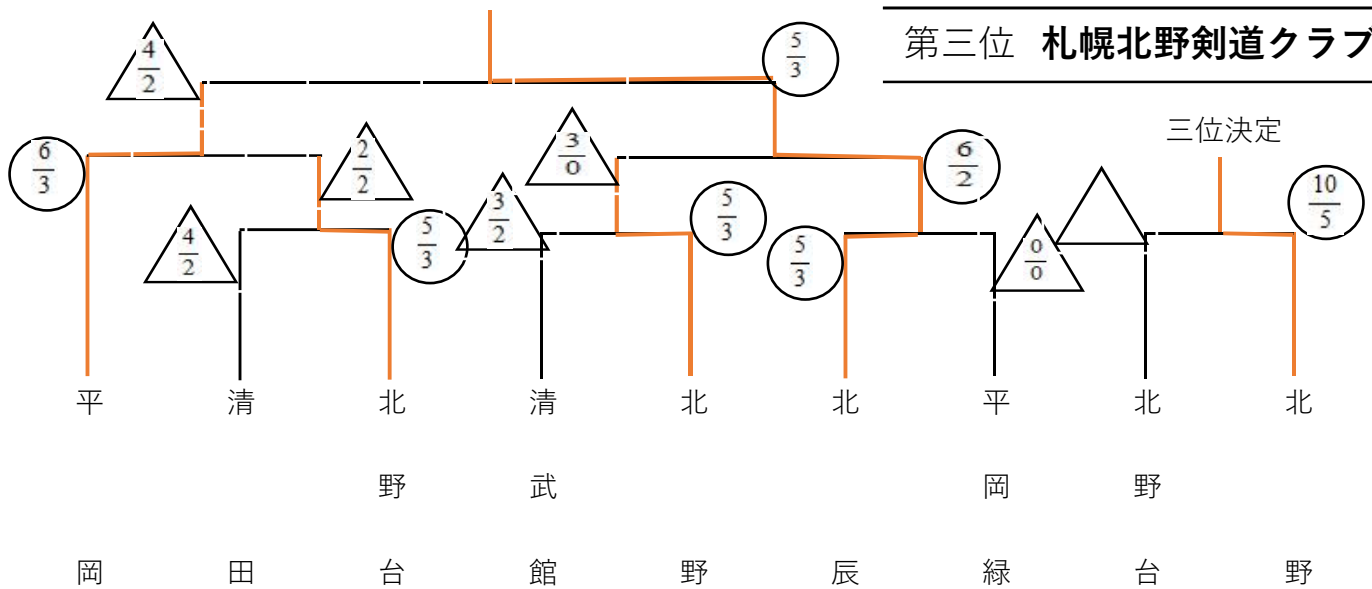 第三位 札幌北野剣道クラブ
三位決定
4/2
5/3
6/3
2/2
3/0
6/2
10/5
4/2
5/3
3/2
5/3
5/3
0/0
平岡
清田
北野台
清武館
北野
北辰
平岡緑
北野台
北野